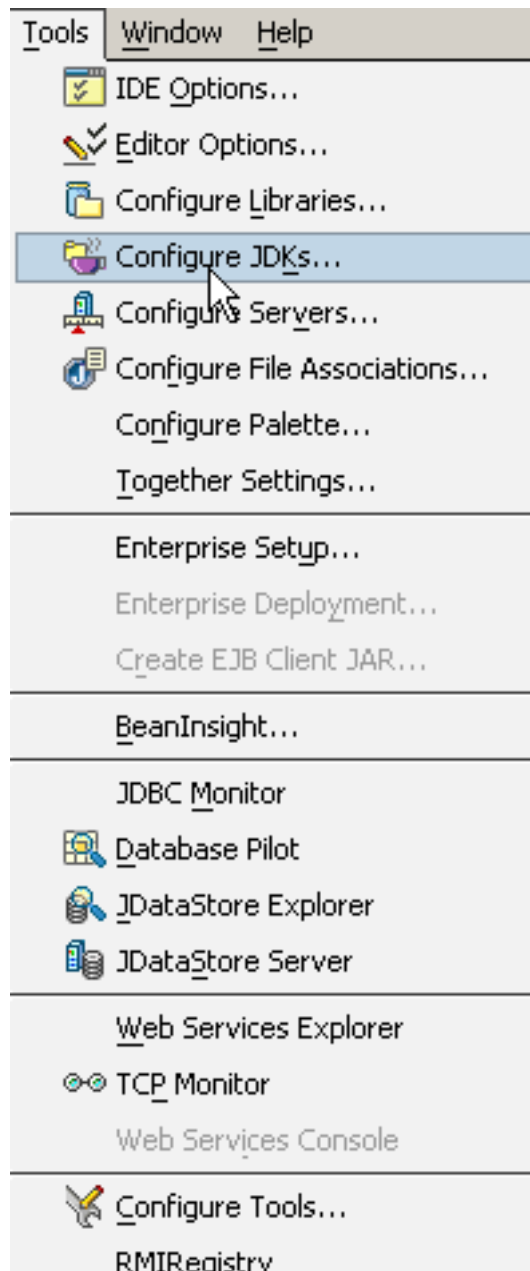 Tools Window Help
IDE Options...
Editor Options...
Configure Libraries...
Configure JDKs...
Configure Servers...
Configure File Associations...
Configure Palette...
Together Settings...
Enterprise Setup...
Enterprise Deployment...
Create EJB Client JAR...
BeanInsight...
JDBC Monitor
Database Pilot
JDataStore Explorer
JDataStore Server
Web Services Explorer
TCP Monitor
Web Services Console
Configure Tools...
RMIRegistry